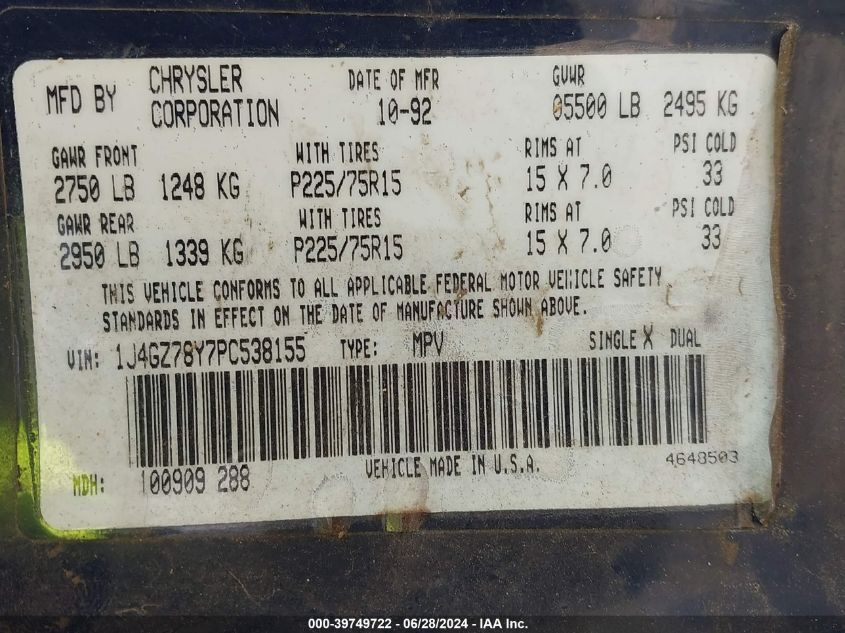 MFD BY CHRYSLER CORPORATION DATE OF MFR 10-92 GVWR 05500 LB 2495 KG
GAWR FRONT WITH TIRES RIMS AT PSI COLD
2750 LB 1248 KG P225/75R15 15 X 7.0 33
GAWR REAR WITH TIRES RIMS AT PSI COLD
2950 LB 1339 KG P225/75R15 15 X 7.0 33
THIS VEHICLE CONFORMS TO ALL APPLICABLE FEDERAL MOTOR VEHICLE SAFETY
STANDARDS IN EFFECT ON THE DATE OF MANUFACTURE SHOWN ABOVE.
VIN: 1J4GZ78Y7PC538155 TYPE: MPV SINGLE X DUAL
MDH: 100909 288 VEHICLE MADE IN U.S.A. 4648503
000-39749722 - 06/28/2024 - IAA Inc.